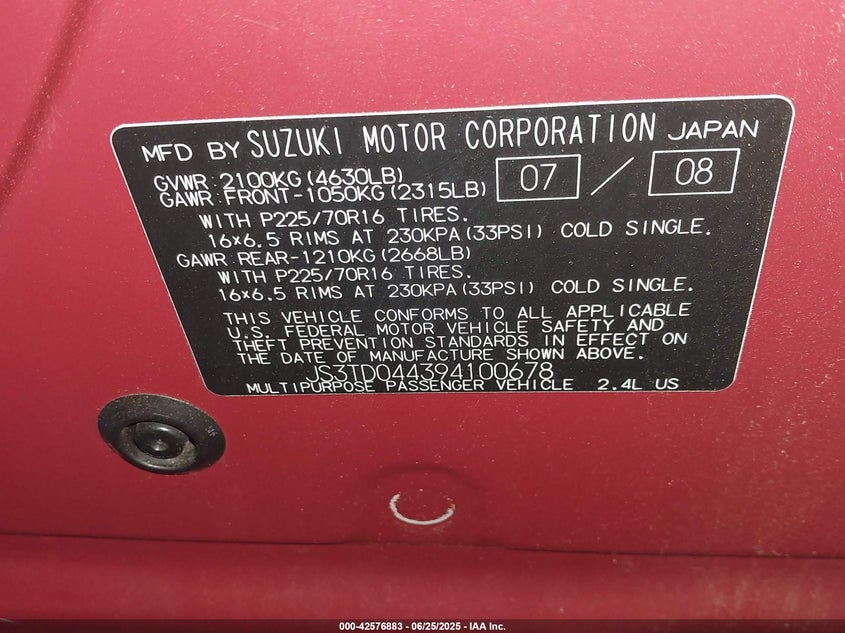 MFD BY SUZUKI MOTOR CORPORATION JAPAN
GVWR:2100KG(4630LB)
07 / 08
GAWR:FRONT-1050KG(2315LB)
WITH P225/70R16 TIRES.
16×6.5 RIMS AT 230KPA(33PSI) COLD SINGLE.
GAWR:REAR-1210KG(2668LB)
WITH P225/70R16 TIRES.
16×6.5 RIMS AT 230KPA(33PSI) COLD SINGLE.
THIS VEHICLE CONFORMS TO ALL APPLICABLE
U.S. FEDERAL MOTOR VEHICLE SAFETY AND
THEFT PREVENTION STANDARDS IN EFFECT ON
THE DATE OF MANUFACTURE SHOWN ABOVE.
JS3TD044394100678
MULTIPURPOSE PASSENGER VEHICLE 2.4L US
000-42576883 / 06/25/2025 - IAA Inc.